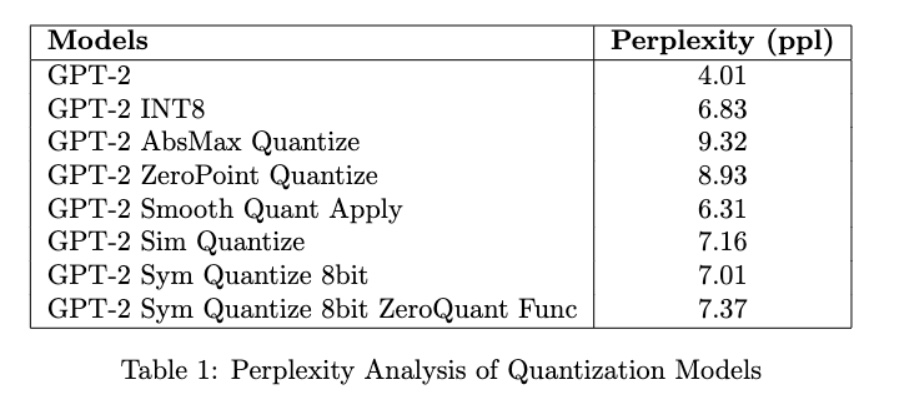 Models Perplexity (ppl)
GPT-2 4.01
GPT-2 INT8 6.83
GPT-2 AbsMax Quantize 9.32
GPT-2 ZeroPoint Quantize 8.93
GPT-2 Smooth Quant Apply 6.31
GPT-2 Sim Quantize 7.16
GPT-2 Sym Quantize 8bit 7.01
GPT-2 Sym Quantize 8bit ZeroQuant Func 7.37
Table 1: Perplexity Analysis of Quantization Models